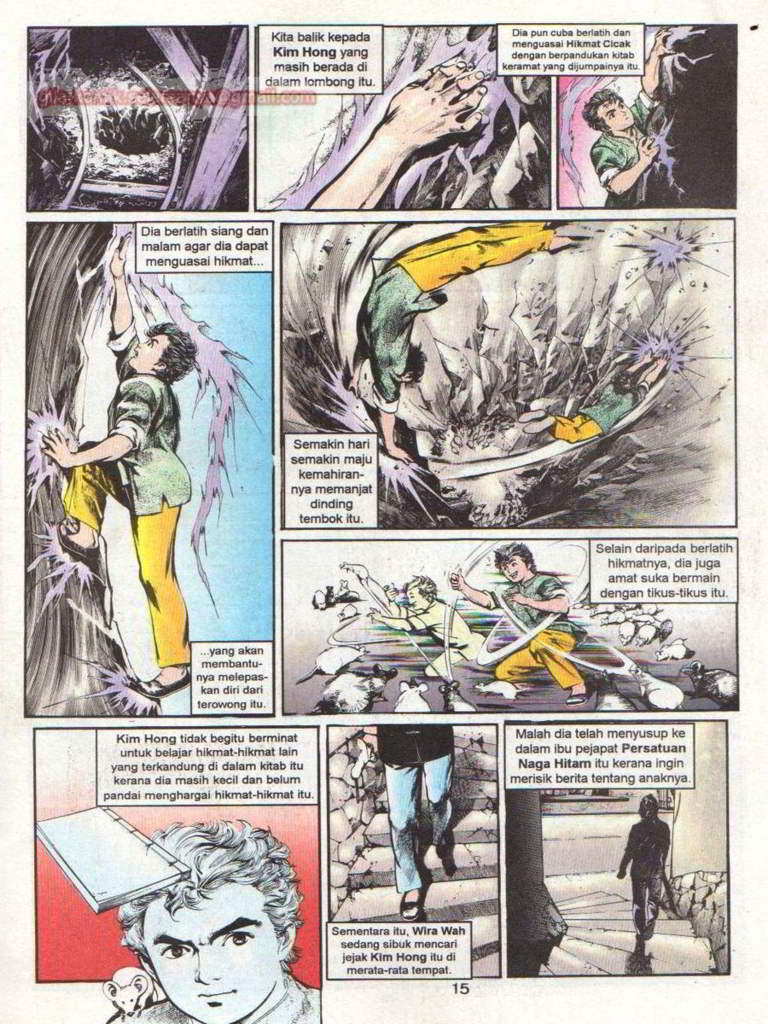 Kita balik kepada
Kim Hong yang
masih berada di
dalam lombong itu.
Dia pun cuba berlatih dan
menguasai Hikmat Cicak
dengan berpandukan kitab
keramat yang dijumpainya itu.
Dia berlatih siang dan
malam agar dia dapat
menguasai hikmat...
...yang akan
membantu-
nya melepas-
kan diri dari
terowong itu.
Semakin hari
semakin maju
kemahiran-
nya memanjat
dinding
tembok itu.
Selain daripada berlatih
hikmatnya, dia juga
amat suka bermain
dengan tikus-tikus itu.
Kim Hong tidak begitu berminat
untuk belajar hikmat-hikmat lain
yang terkandung di dalam kitab itu
kerana dia masih kecil dan belum
pandai menghargai hikmat-hikmat itu.
Sementara itu, Wira Wah
sedang sibuk mencari
jejak Kim Hong itu di
merata-rata tempat.
Malah dia telah menyusup ke
dalam ibu pejapat Persatuan
Naga Hitam itu kerana ingin
merisik berita tentang anaknya.
15